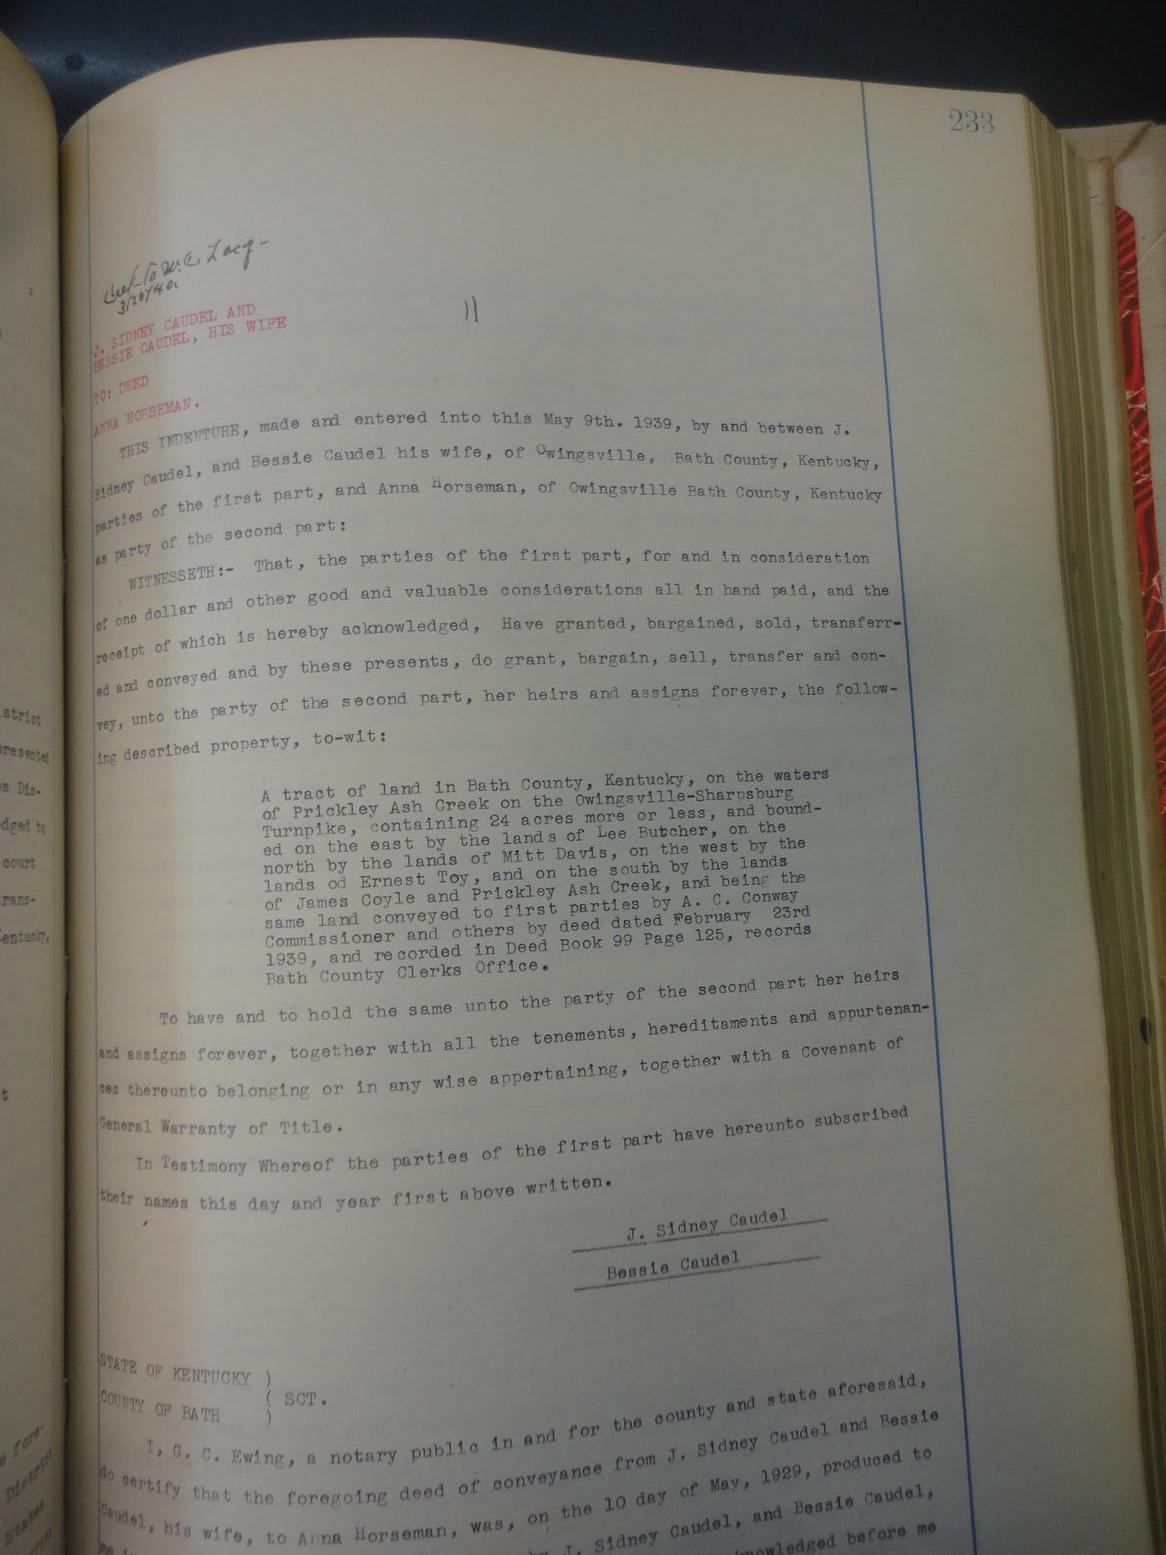 233
To W. C.
3/20/40
J. SIDNEY CAUDEL AND
BESSIE CAUDEL, HIS WIFE
TO: DEED
ANNA HORSEMAN.
THIS INDENTURE, made and entered into this May 9th. 1939, by and between J.
Sidney Caudel, and Bessie Caudel his wife, of Owingsville, Bath County, Kentucky,
parties of the first part, and Anna Horseman, of Owingsville Bath County, Kentucky
as party of the second part:
WITNESSETH:- That, the parties of the first part, for and in consideration
of one dollar and other good and valuable considerations all in hand paid, and the
receipt of which is hereby acknowledged, Have granted, bargained, sold, transferr-
ed and conveyed and by these presents, do grant, bargain, sell, transfer and con-
vey, unto the party of the second part, her heirs and assigns forever, the follow-
ing described property, to-wit:
A tract of land in Bath County, Kentucky, on the waters
of Prickley Ash Creek on the Owingsville-Sharpsburg
Turnpike, containing 24 acres more or less, and bound-
ed on the east by the lands of Lee Butcher, on the
north by the lands of Mitt Davis, on the west by the
lands od Ernest Toy, and on the south by the lands
of James Coyle and Prickley Ash Creek, and being the
same land conveyed to first parties by A. C. Conway
Commissioner and others by deed dated February 23rd
1939, and recorded in Deed Book 99 Page 125, records
Bath County Clerks Office.
To have and to hold the same unto the party of the second part her heirs
and assigns forever, together with all the tenements, hereditaments and appurtenan-
ces thereunto belonging or in any wise appertaining, together with a Covenant of
General Warranty of Title.
In Testimony Whereof the parties of the first part have hereunto subscribed
their names this day and year first above written.
J. Sidney Caudel
Bessie Caudel
STATE OF KENTUCKY )
( SCT.
COUNTY OF BATH )
I, G. C. Ewing, a notary public in and for the county and state aforesaid,
do certify that the foregoing deed of conveyance from J. Sidney Caudel and Bessie
Caudel, his wife, to Anna Horseman, was, on the 10 day of May, 1929, produced to
J. Sidney Caudel, and Bessie Caudel,
before me